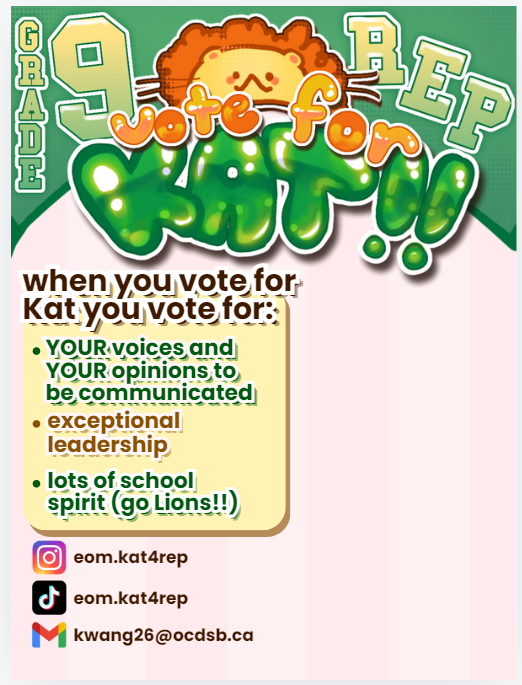 GRADE
9
REP
vote for
KAT!!
when you vote for
Kat you vote for:
• YOUR voices and
YOUR opinions to
be communicated
• exceptional
leadership
• lots of school
spirit (go Lions!!)
eom.kat4rep
eom.kat4rep
kwang26@ocdsb.ca